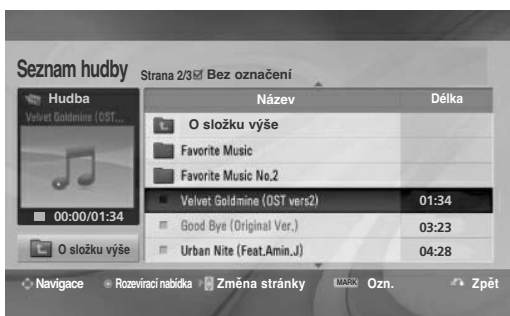 Seznam hudby Strana 2/3 Bez označení
Hudba
Velvet Goldmine (OST...
00:00/01:34
O složku výše
Název Délka
O složku výše
Favorite Music
Favorite Music No.2
Velvet Goldmine (OST vers2) 01:34
Good Bye (Original Ver.) 03:23
Urban Nite (Feat.Amin.J) 04:28
Navigace Rozevírací nabídka Změna stránky MARK Ozn. Zpět